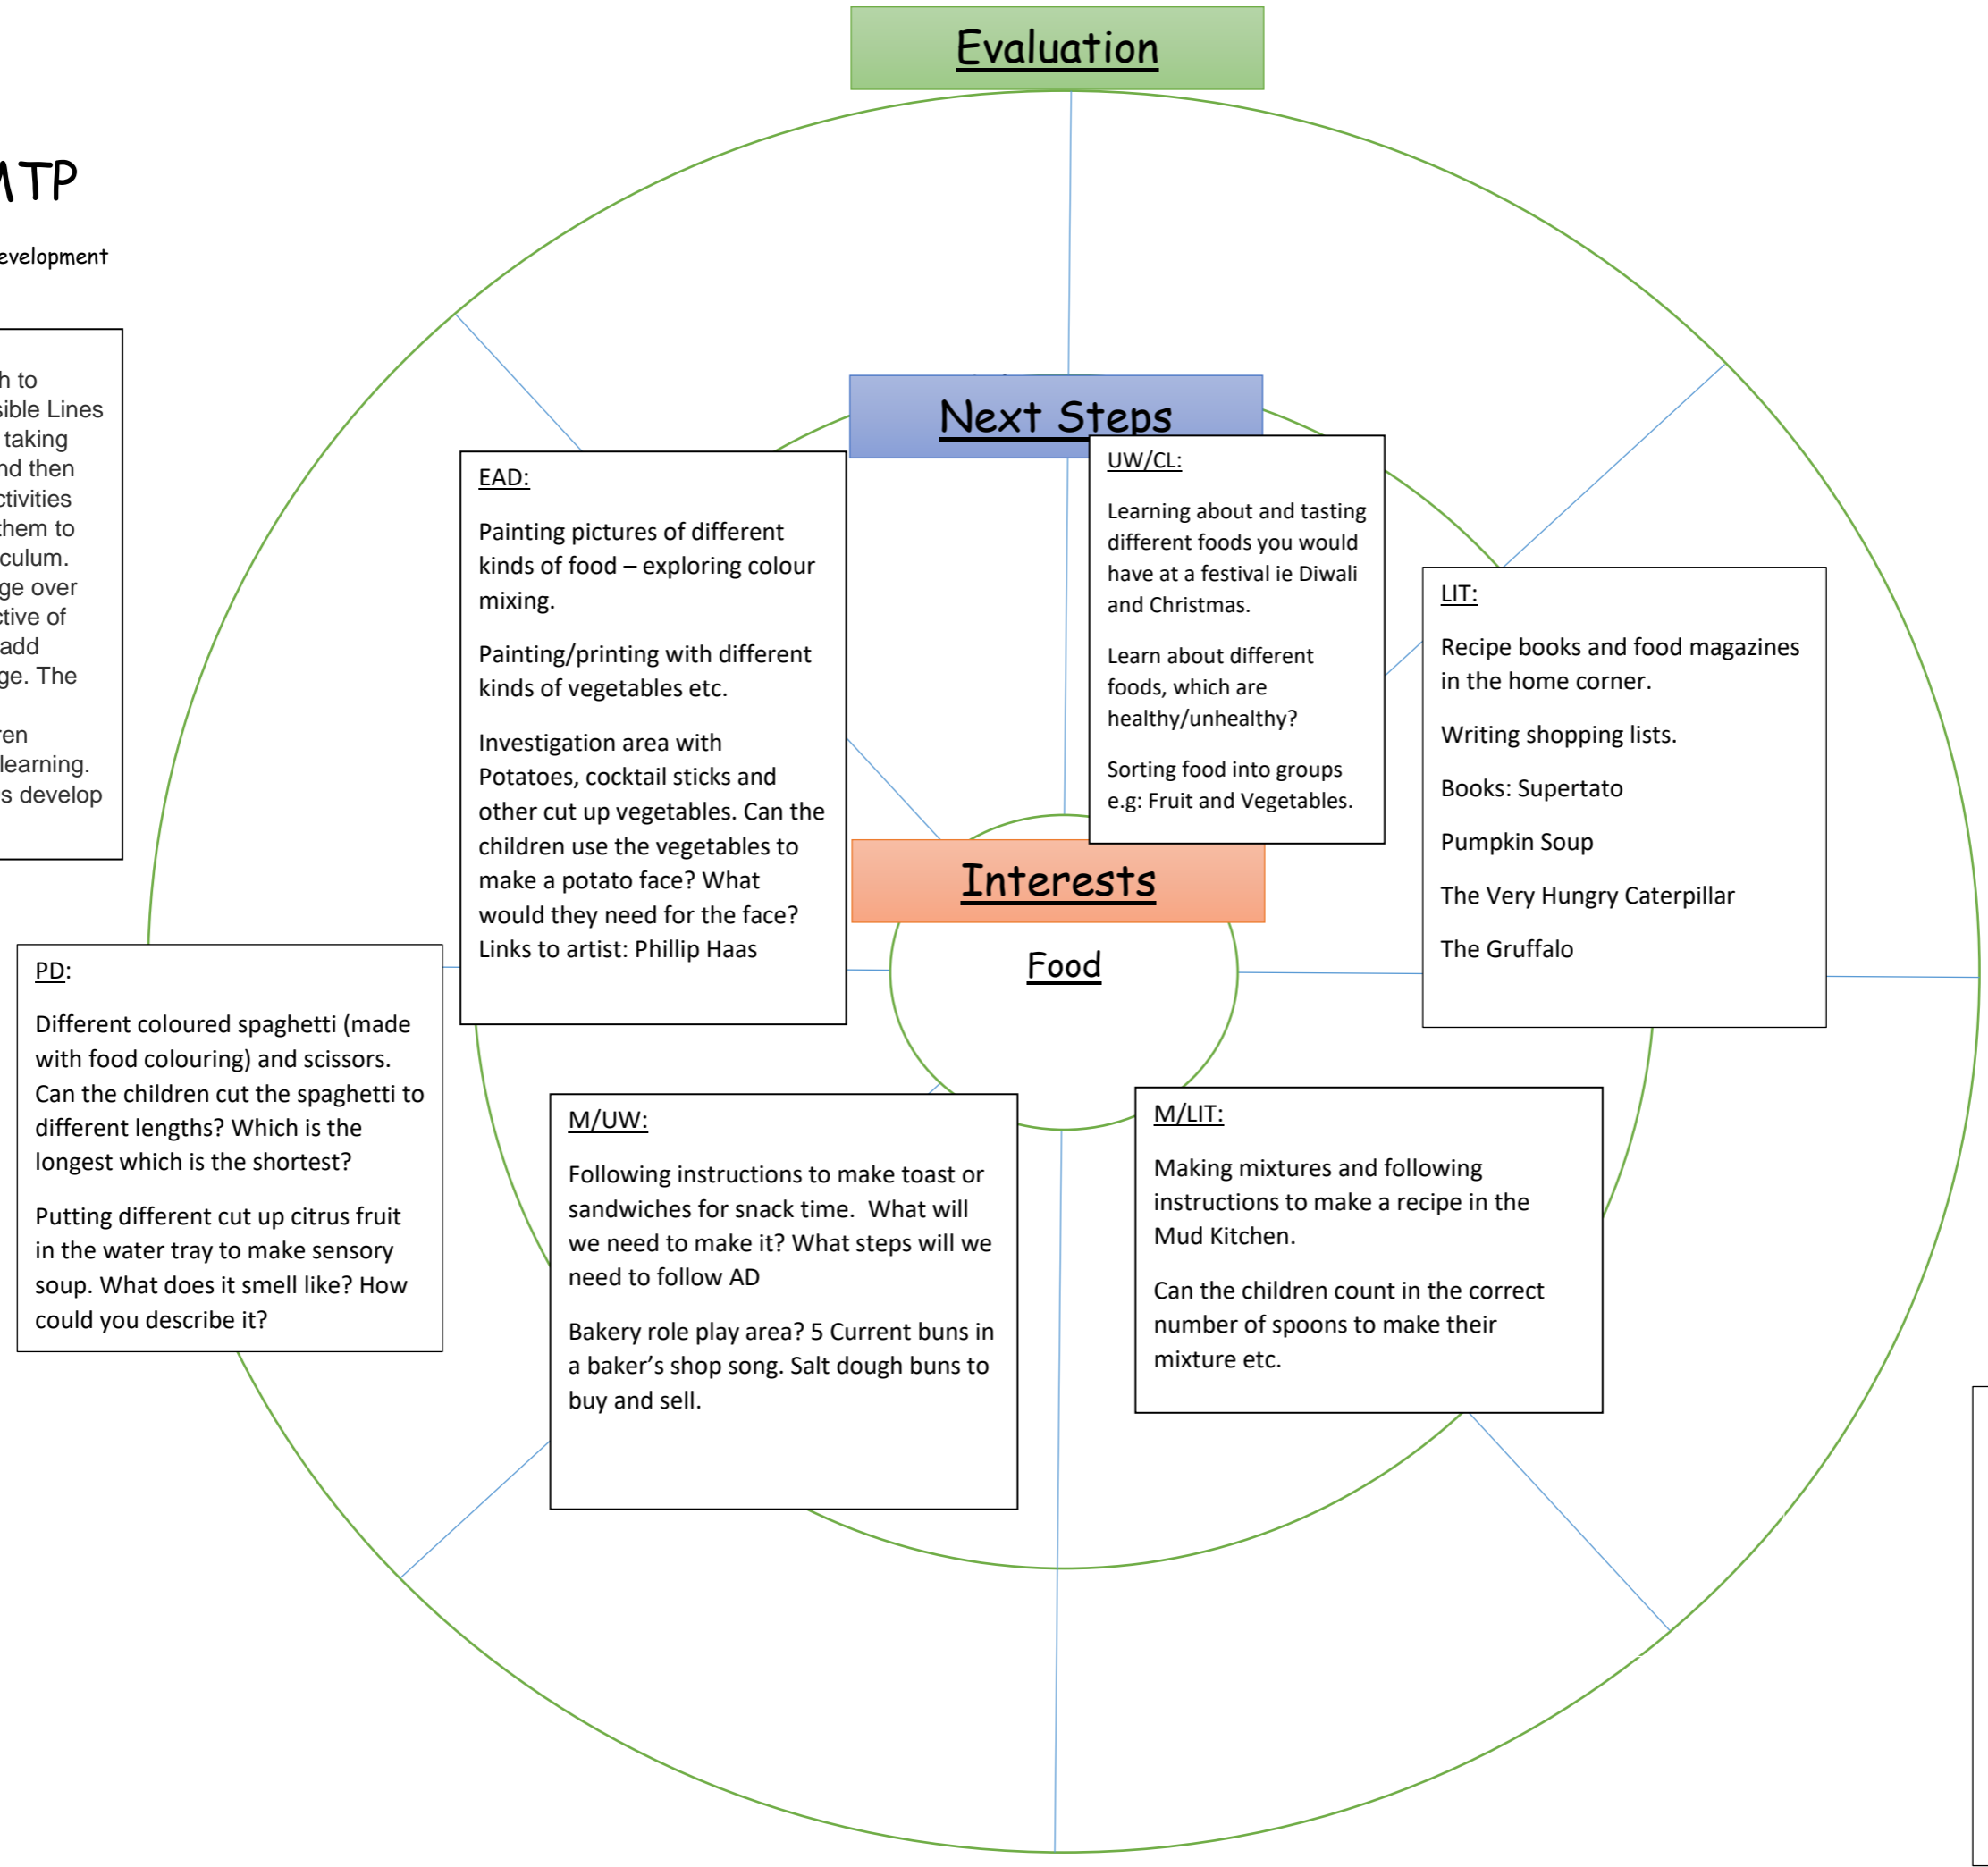 Evaluation
MTP
evelopment
h to
sible Lines
taking
nd then
ctivities
them to
culum.
ge over
ctive of
add
ge. The
ren
learning.
s develop
Next Steps
EAD:
Painting pictures of different
kinds of food – exploring colour
mixing.
Painting/printing with different
kinds of vegetables etc.
Investigation area with
Potatoes, cocktail sticks and
other cut up vegetables. Can the
children use the vegetables to
make a potato face? What
would they need for the face?
Links to artist: Phillip Haas
UW/CL:
Learning about and tasting
different foods you would
have at a festival ie Diwali
and Christmas.
Learn about different
foods, which are
healthy/unhealthy?
Sorting food into groups
e.g: Fruit and Vegetables.
LIT:
Recipe books and food magazines
in the home corner.
Writing shopping lists.
Books: Supertato
Pumpkin Soup
The Very Hungry Caterpillar
The Gruffalo
Interests
Food
PD:
Different coloured spaghetti (made
with food colouring) and scissors.
Can the children cut the spaghetti to
different lengths? Which is the
longest which is the shortest?
Putting different cut up citrus fruit
in the water tray to make sensory
soup. What does it smell like? How
could you describe it?
M/UW:
Following instructions to make toast or
sandwiches for snack time.  What will
we need to make it? What steps will we
need to follow AD
Bakery role play area? 5 Current buns in
a baker's shop song. Salt dough buns to
buy and sell.
M/LIT:
Making mixtures and following
instructions to make a recipe in the
Mud Kitchen.
Can the children count in the correct
number of spoons to make their
mixture etc.